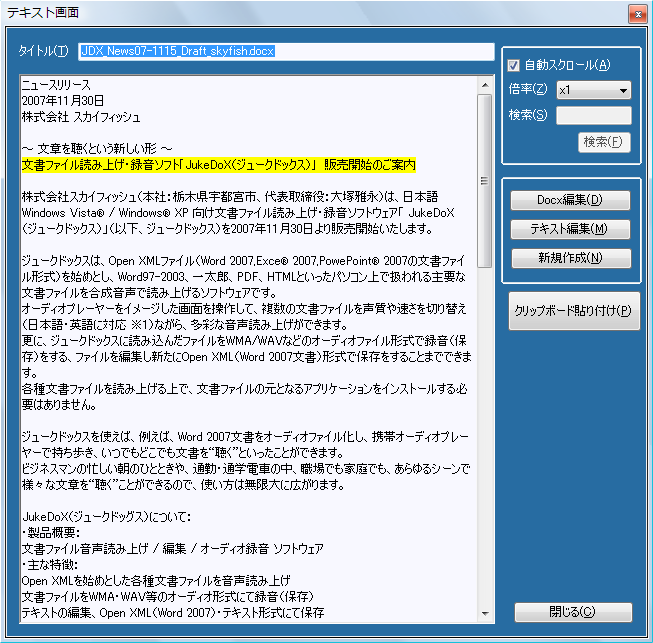 テキスト画面
タイトル(T)
JDX_News07-1115_Draft_skyfish.docx
ニュースリリース
2007年11月30日
株式会社 スカイフィッシュ
～ 文章を聴くという新しい形 ～
文書ファイル読み上げ・録音ソフト「JukeDoX(ジュークドックス)」 販売開始のご案内
株式会社スカイフィッシュ(本社:栃木県宇都宮市、代表取締役:大塚雅永)は、日本語
Windows Vista® / Windows® XP 向け文書ファイル読み上げ・録音ソフトウェア「 JukeDoX
(ジュークドックス)」(以下、ジュークドックス)を2007年11月30日より販売開始いたします。
ジュークドックスは、Open XMLファイル(Word 2007,Exce® 2007,PowePoint® 2007の文書ファイ
ル形式)を始めとし、Word97-2003、一太郎、PDF、HTMLといったパソコン上で扱われる主要な
文書ファイルを合成音声で読み上げるソフトウェアです。
オーディオプレーヤーをイメージした画面を操作して、複数の文書ファイルを声質や速さを切り替え
(日本語・英語に対応 ※1)ながら、多彩な音声読み上げができます。
更に、ジュークドックスに読み込んだファイルをWMA/WAVなどのオーディオファイル形式で録音(保
存)をする、ファイルを編集し新たにOpen XML(Word 2007文書)形式で保存をすることまでできま
す。
各種文書ファイルを読み上げる上で、文書ファイルの元となるアプリケーションをインストールする必
要はありません。
ジュークドックスを使えば、例えば、Word 2007文書をオーディオファイル化し、携帯オーディオプレー
ヤーで持ち歩き、いつでもどこでも文書を“聴く”といったことができます。
ビジネスマンの忙しい朝のひとときや、通勤・通学電車の中、職場でも家庭でも、あらゆるシーンで
様々な文章を“聴く”ことができるので、使い方は無限大に広がります。
JukeDoX(ジュークドッグス)について:
・製品概要:
文書ファイル音声読み上げ / 編集 / オーディオ録音 ソフトウェア
・主な特徴:
Open XMLを始めとした各種文書ファイルを音声読み上げ
文書ファイルをWMA・WAV等のオーディオ形式にて録音(保存)
テキストの編集、Open XML(Word 2007)・テキスト形式にて保存
自動スクロール(A)
倍率(Z)
x1
検索(S)
検索(F)
Docx編集(D)
テキスト編集(M)
新規作成(N)
クリップボード貼り付け(P)
閉じる(C)